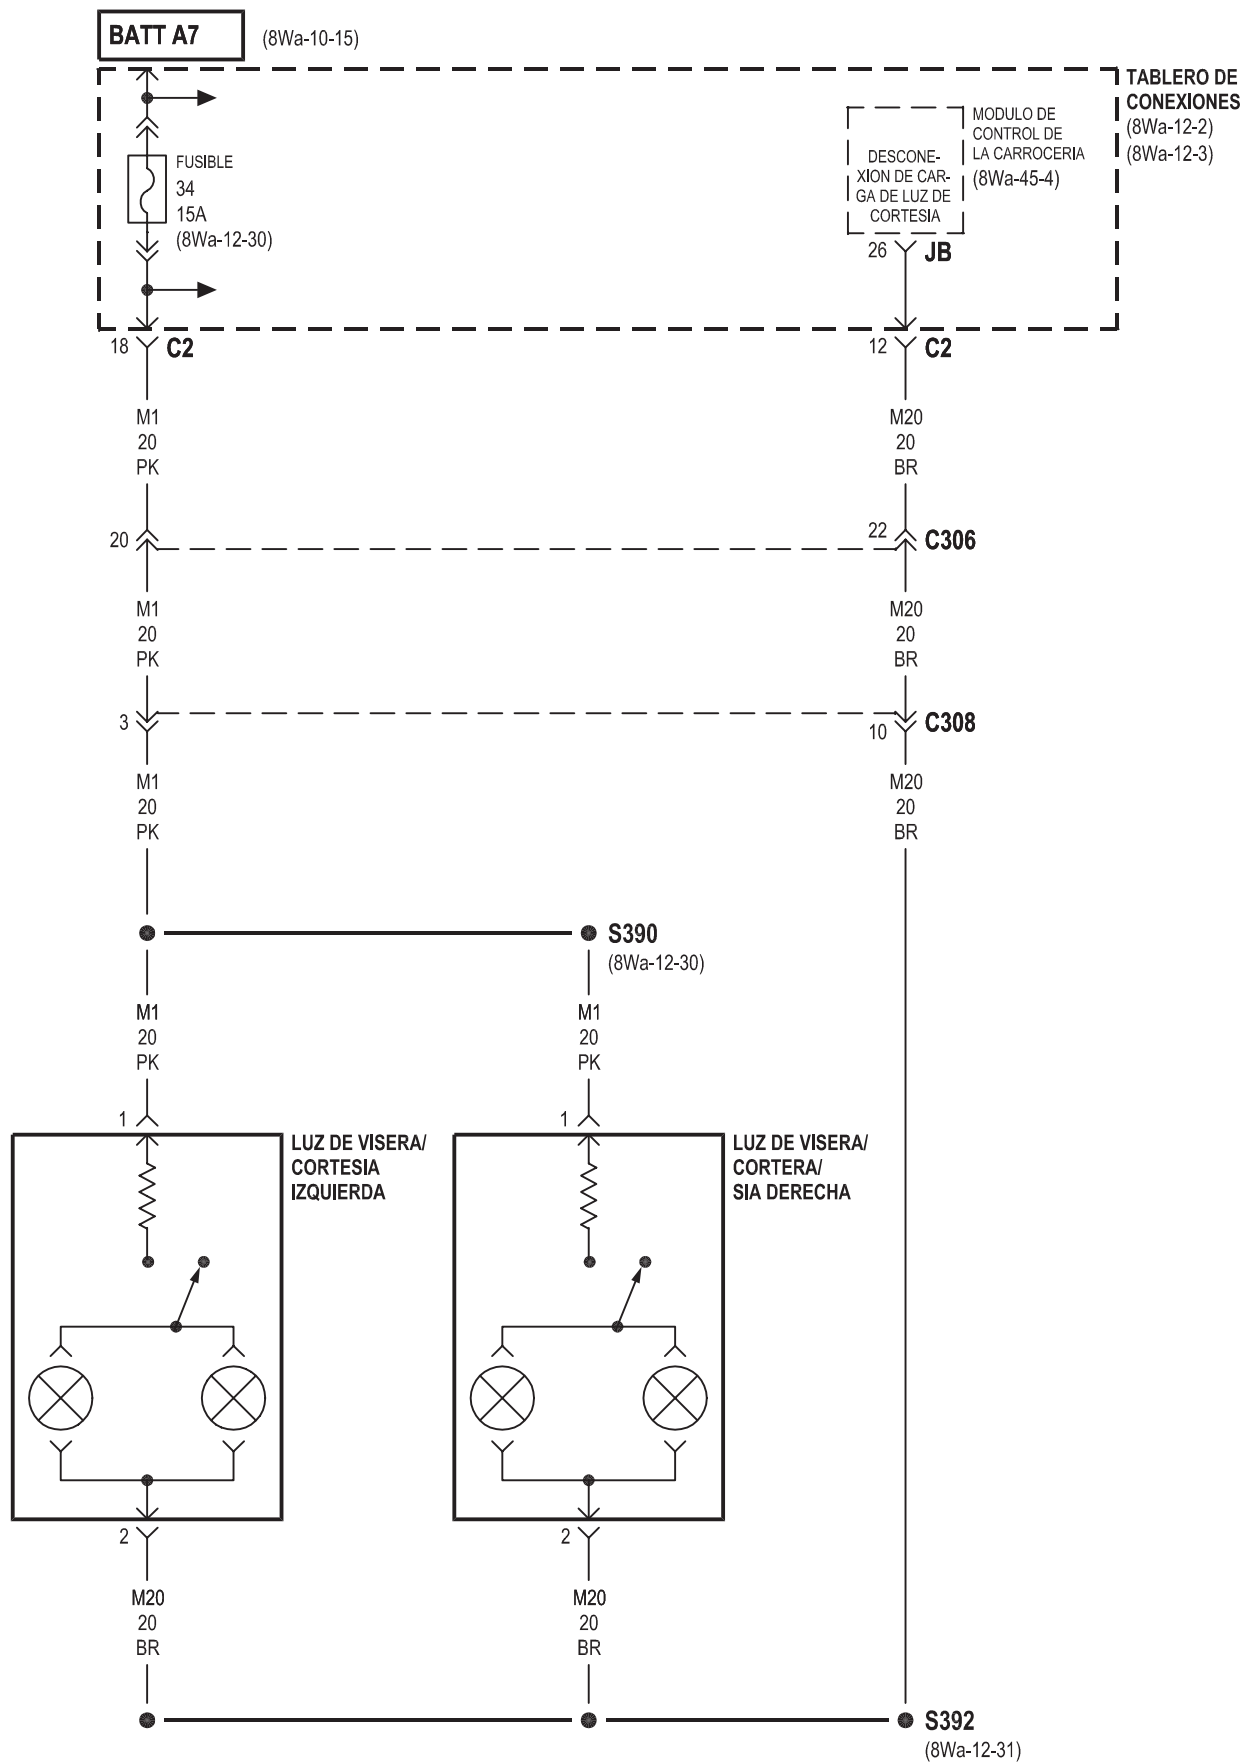 BATT A7
(8Wa-10-15)
TABLERO DE
CONEXIONES
(8Wa-12-2)
(8Wa-12-3)
FUSIBLE
34
15A
(8Wa-12-30)
DESCONE-
XION DE CAR-
GA DE LUZ DE
CORTESIA
MODULO DE
CONTROL DE
LA CARROCERIA
(8Wa-45-4)
26
JB
18
C2
12
C2
M1
20
PK
M20
20
BR
20
22
C306
M1
20
PK
M20
20
BR
3
10
C308
M1
20
PK
M20
20
BR
S390
(8Wa-12-30)
M1
20
PK
M1
20
PK
1
LUZ DE VISERA/
CORTESIA
IZQUIERDA
1
LUZ DE VISERA/
CORTERA/
SIA DERECHA
2
2
M20
20
BR
M20
20
BR
S392
(8Wa-12-31)